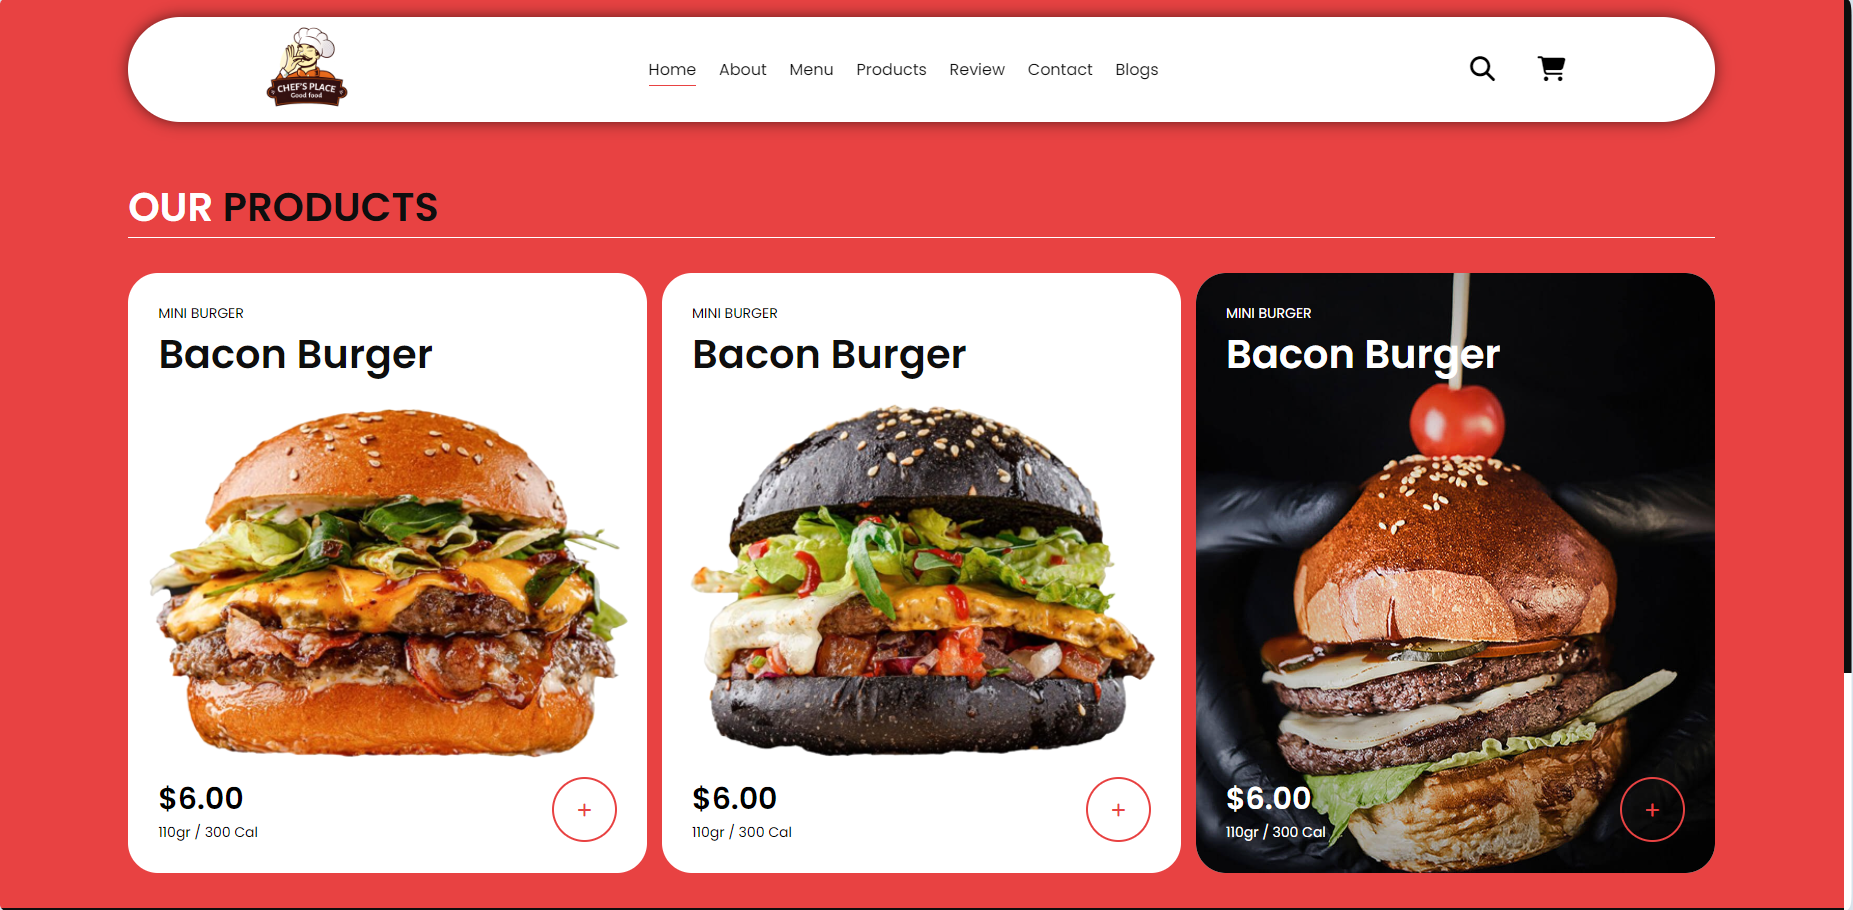 CHEF'S PLACE
Good food
Home About Menu Products Review Contact Blogs
OUR PRODUCTS
MINI BURGER
Bacon Burger
$6.00
110gr / 300 Cal
+
MINI BURGER
Bacon Burger
$6.00
110gr / 300 Cal
+
MINI BURGER
Bacon Burger
$6.00
110gr / 300 Cal
+